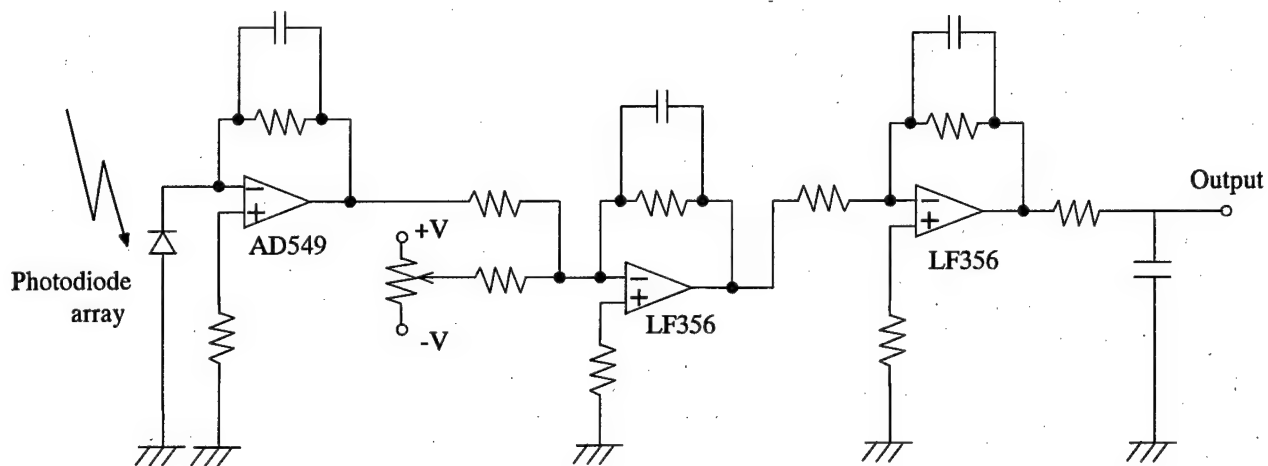 Photodiode
array
AD549
+V
-V
LF356
LF356
Output